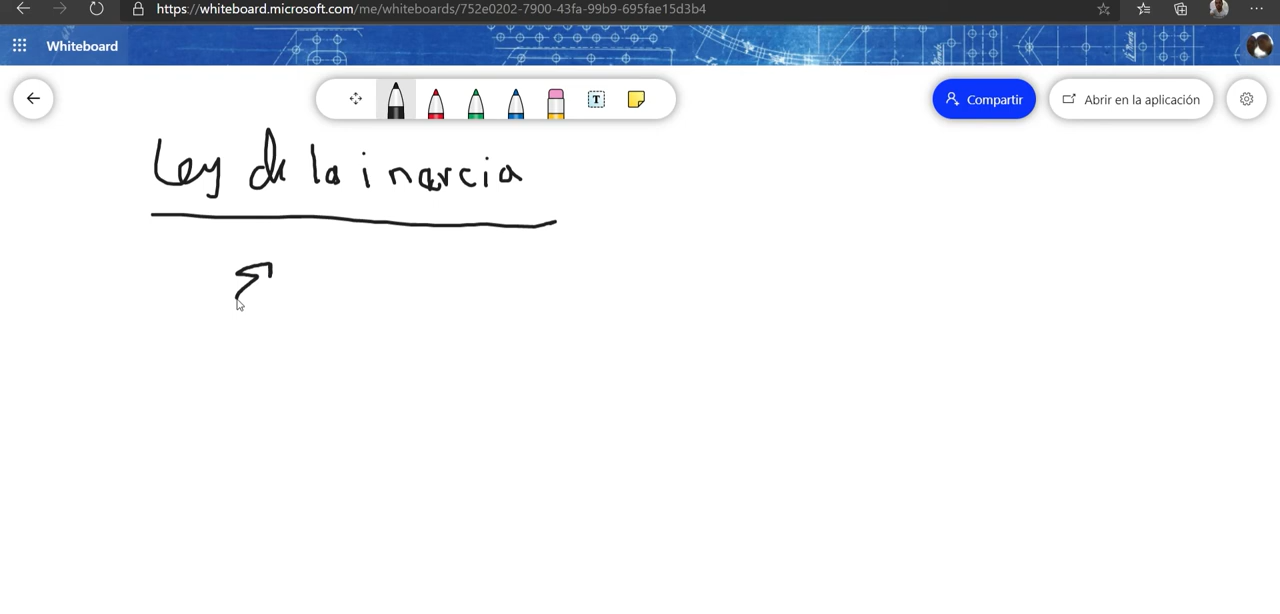 https://whiteboard.microsoft.com/me/whiteboards/752e0202-7900-43fa-99b9-695fae15d3b4
Whiteboard
T
Compartir
Abrir en la aplicación
Ley de la inercia